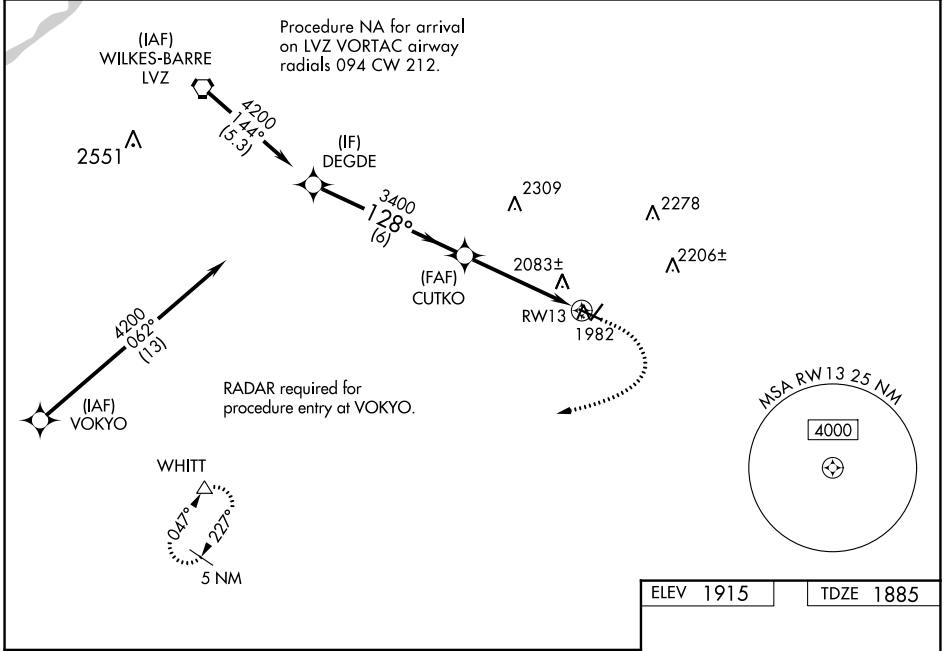 Procedure NA for arrival
on LVZ VORTAC airway
radials 094 CW 212.
(IAF)
WILKES-BARRE
LVZ
4200
144°
(5.3)
2551
(IF)
DEGDE
3400
128°
(6)
2309
2278
2206±
2083±
(FAF)
CUTKO
RW13
1982
4200
062°
(13)
(IAF)
VOKYO
RADAR required for
procedure entry at VOKYO.
MSA RW13 25 NM
4000
WHITT
047°
227°
5 NM
ELEV 1915
TDZE 1885